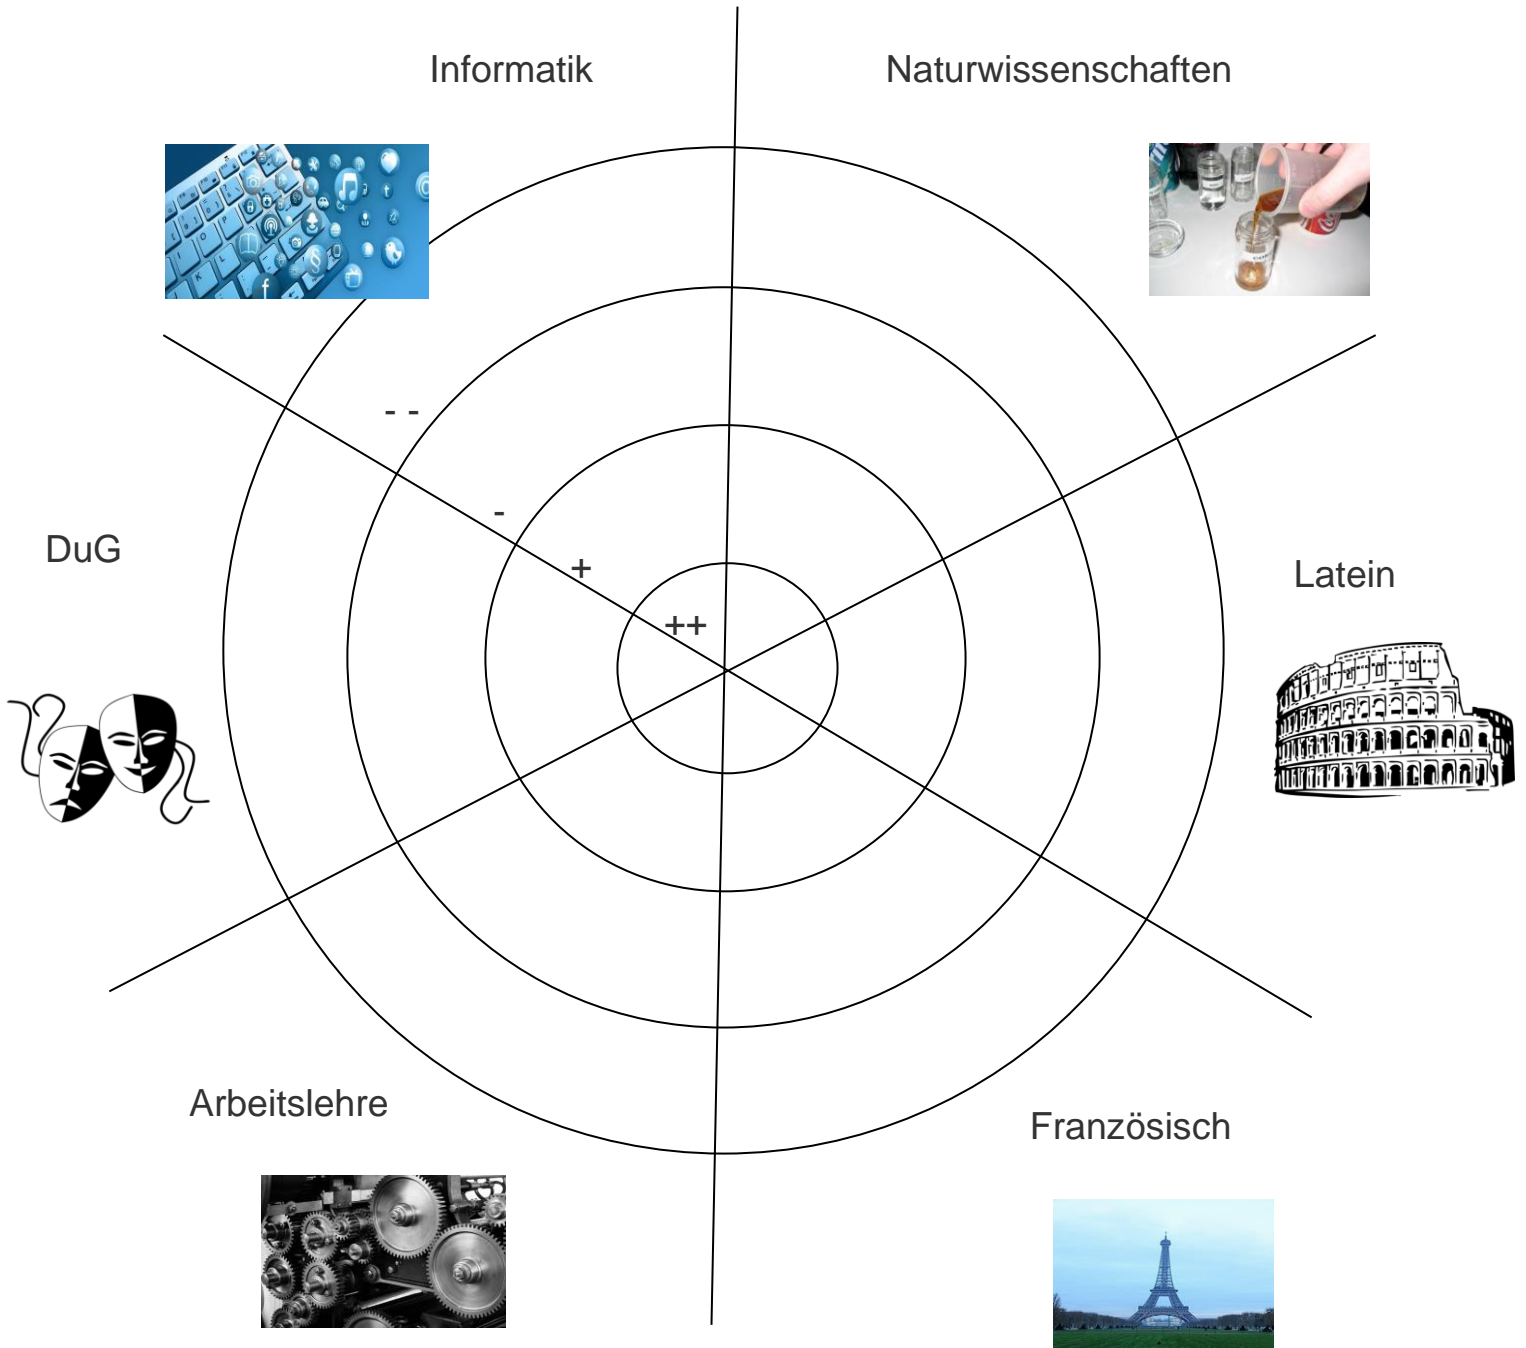 Informatik
Naturwissenschaften
- -
-
DuG
+
Latein
++
Arbeitslehre
Französisch